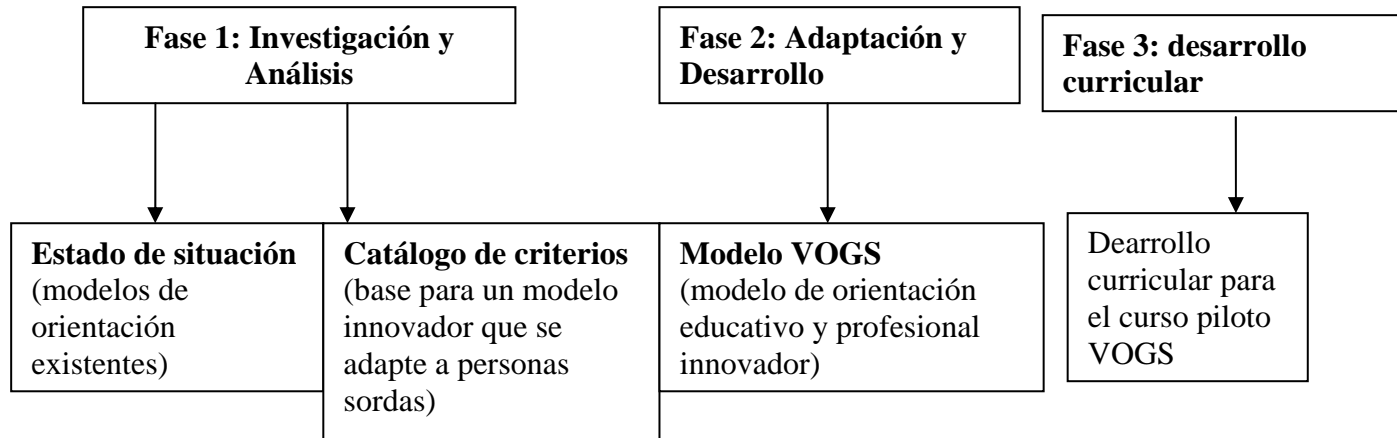 Fase 1: Investigación y
Análisis
Fase 2: Adaptación y
Desarrollo
Fase 3: desarrollo
curricular
Estado de situación
(modelos de
orientación
existentes)
Catálogo de criterios
(base para un modelo
innovador que se
adapte a personas
sordas)
Modelo VOGS
(modelo de orientación
educativo y profesional
innovador)
Dearrollo
curricular para
el curso piloto
VOGS